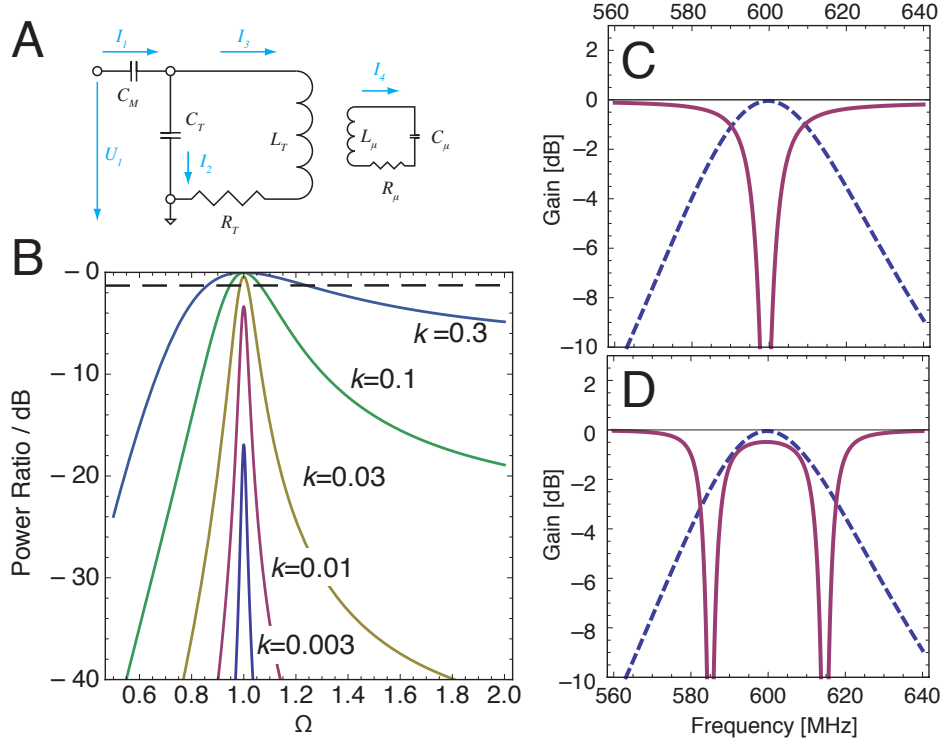 A
I1
I3
CM
CT
LT
U1
I2
RT
I4
Lμ
Cμ
Rμ
B
Power Ratio / dB
– 0
– 10
– 20
– 30
– 40
k=0.3
k=0.1
k=0.03
k=0.01
k=0.003
0.6 0.8 1.0 1.2 1.4 1.6 1.8 2.0
Ω
560 580 600 620 640
C
Gain [dB]
2
0
−2
−4
−6
−8
−10
D
Gain [dB]
2
0
−2
−4
−6
−8
−10
560 580 600 620 640
Frequency [MHz]